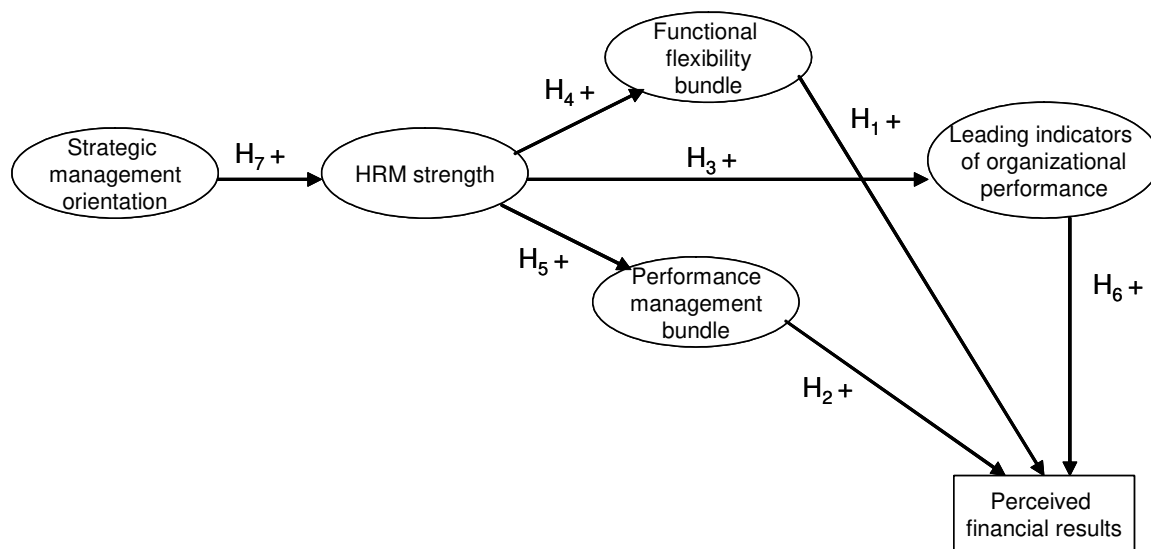 Functional
flexibility
bundle
H4 +
H1 +
Strategic
management
orientation
H7 +
HRM strength
H3 +
Leading indicators
of organizational
performance
H5 +
Performance
management
bundle
H6 +
H2 +
Perceived
financial results